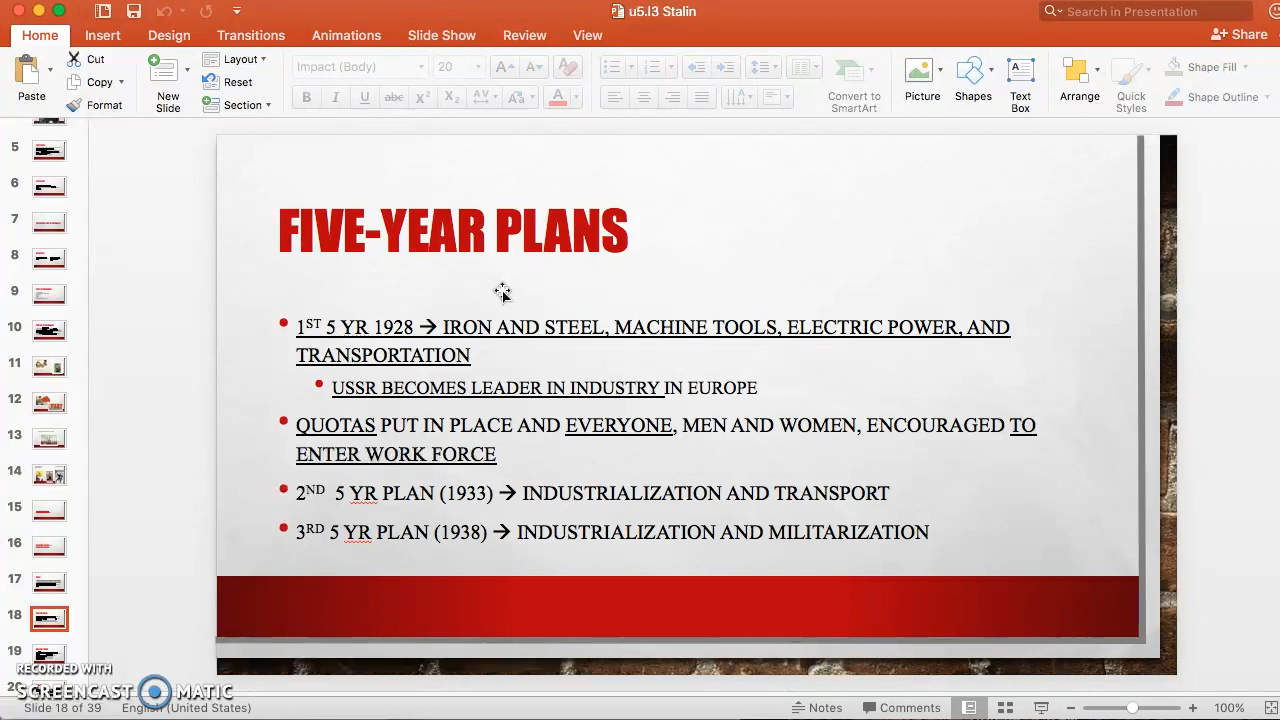 u5.l3 Stalin
Search in Presentation
Home Insert Design Transitions Animations Slide Show Review View
Share
Paste
Cut
Copy
Format
New Slide
Layout
Reset
Section
Impact (Body) 20
Convert to SmartArt
Picture
Shapes
Text Box
Arrange
Quick Styles
Shape Fill
Shape Outline
5
6
7
8
9
10
11
12
13
14
15
16
17
18
19
20
FIVE-YEAR PLANS
• 1ST 5 YR 1928 → IRON AND STEEL, MACHINE TOOLS, ELECTRIC POWER, AND
TRANSPORTATION
• USSR BECOMES LEADER IN INDUSTRY IN EUROPE
• QUOTAS PUT IN PLACE AND EVERYONE, MEN AND WOMEN, ENCOURAGED TO
ENTER WORK FORCE
• 2ND 5 YR PLAN (1933) → INDUSTRIALIZATION AND TRANSPORT
• 3RD 5 YR PLAN (1938) → INDUSTRIALIZATION AND MILITARIZATION
RECORDED WITH
SCREENCAST MATIC
Slide 18 of 39 English (United States) Notes Comments 100%